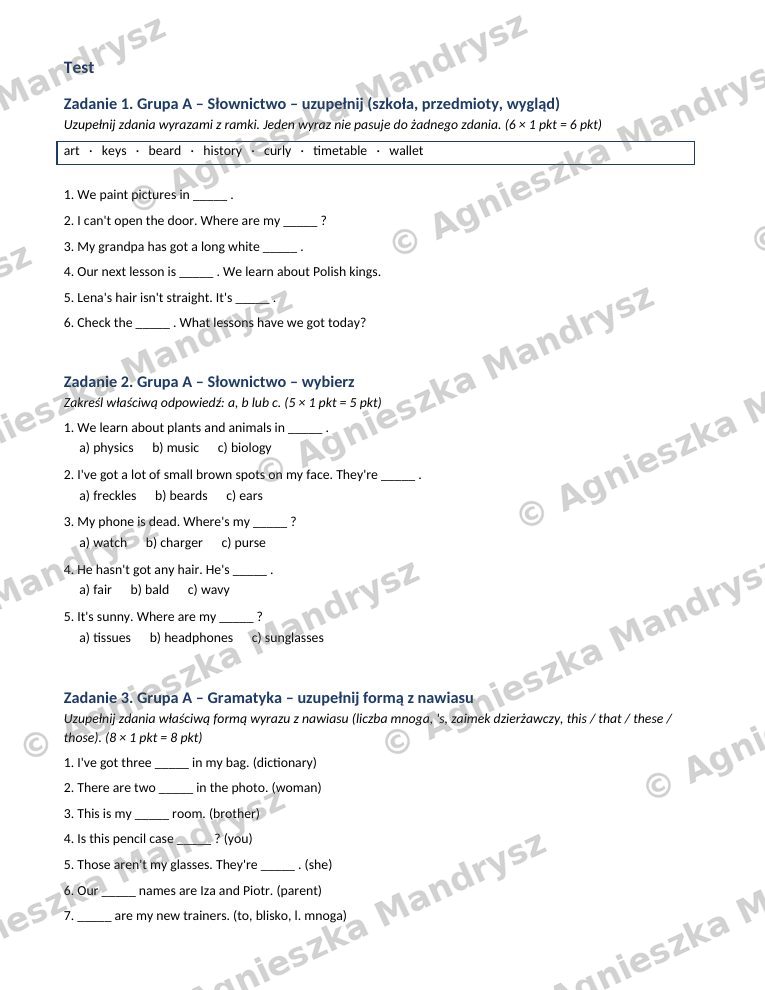 Test
Zadanie 1. Grupa A – Słownictwo – uzupełnij (szkoła, przedmioty, wygląd)
Uzupełnij zdania wyrazami z ramki. Jeden wyraz nie pasuje do żadnego zdania. (6 × 1 pkt = 6 pkt)
art · keys · beard · history · curly · timetable · wallet
1. We paint pictures in _____ .
2. I can't open the door. Where are my _____ ?
3. My grandpa has got a long white _____ .
4. Our next lesson is _____ . We learn about Polish kings.
5. Lena's hair isn't straight. It's _____ .
6. Check the _____ . What lessons have we got today?
Zadanie 2. Grupa A – Słownictwo – wybierz
Zakreśl właściwą odpowiedź: a, b lub c. (5 × 1 pkt = 5 pkt)
1. We learn about plants and animals in _____ .
a) physics b) music c) biology
2. I've got a lot of small brown spots on my face. They're _____ .
a) freckles b) beards c) ears
3. My phone is dead. Where's my _____ ?
a) watch b) charger c) purse
4. He hasn't got any hair. He's _____ .
a) fair b) bald c) wavy
5. It's sunny. Where are my _____ ?
a) tissues b) headphones c) sunglasses
Zadanie 3. Grupa A – Gramatyka – uzupełnij formą z nawiasu
Uzupełnij zdania właściwą formą wyrazu z nawiasu (liczba mnoga, 's, zaimek dzierżawczy, this / that / these /
those). (8 × 1 pkt = 8 pkt)
1. I've got three _____ in my bag. (dictionary)
2. There are two _____ in the photo. (woman)
3. This is my _____ room. (brother)
4. Is this pencil case _____ ? (you)
5. Those aren't my glasses. They're _____ . (she)
6. Our _____ names are Iza and Piotr. (parent)
7. _____ are my new trainers. (to, blisko, l. mnoga)
© Agnieszka Mandrysz